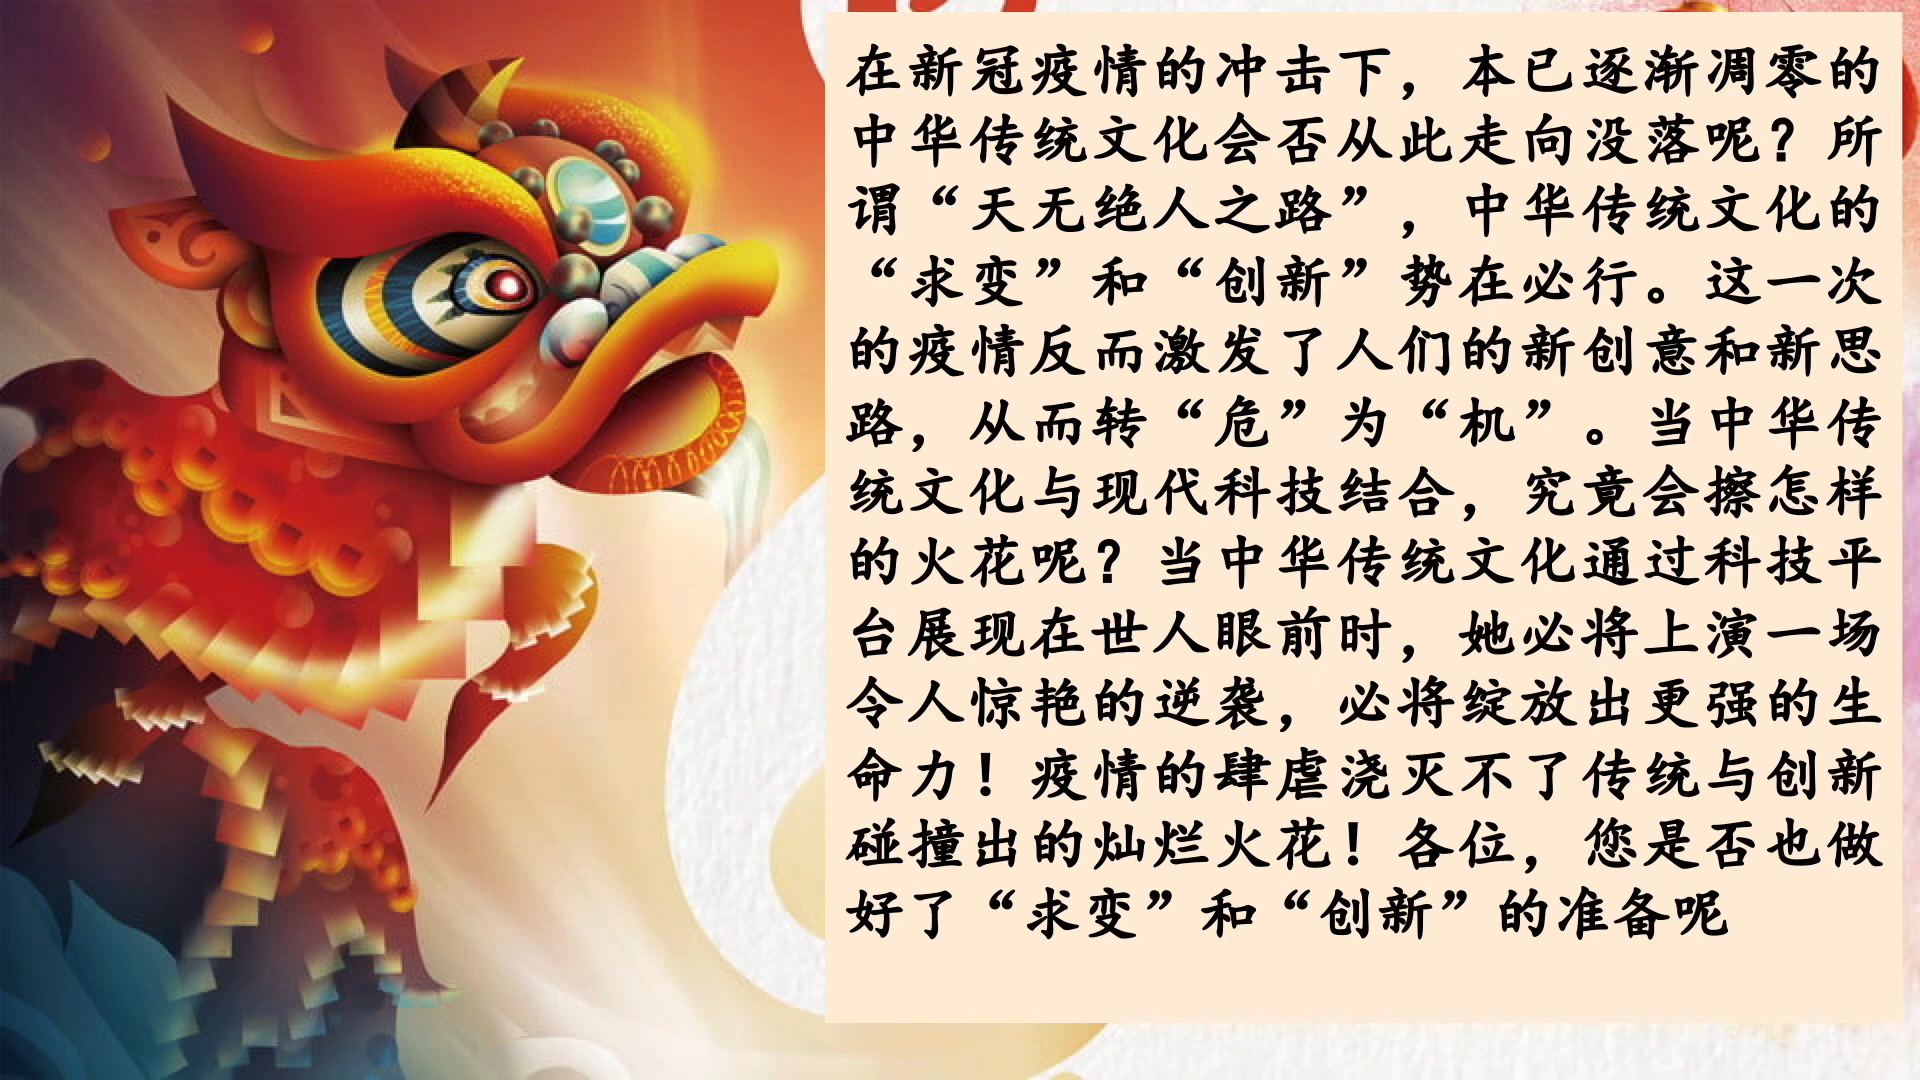 在新冠疫情的冲击下，本已逐渐凋零的
中华传统文化会否从此走向没落呢？所
谓“天无绝人之路”，中华传统文化的
“求变”和“创新”势在必行。这一次
的疫情反而激发了人们的新创意和新思
路，从而转“危”为“机”。当中华传
统文化与现代科技结合，究竟会擦怎样
的火花呢？当中华传统文化通过科技平
台展现在世人眼前时，她必将上演一场
令人惊艳的逆袭，必将绽放出更强的生
命力！疫情的肆虐浇灭不了传统与创新
碰撞出的灿烂火花！各位，您是否也做
好了“求变”和“创新”的准备呢